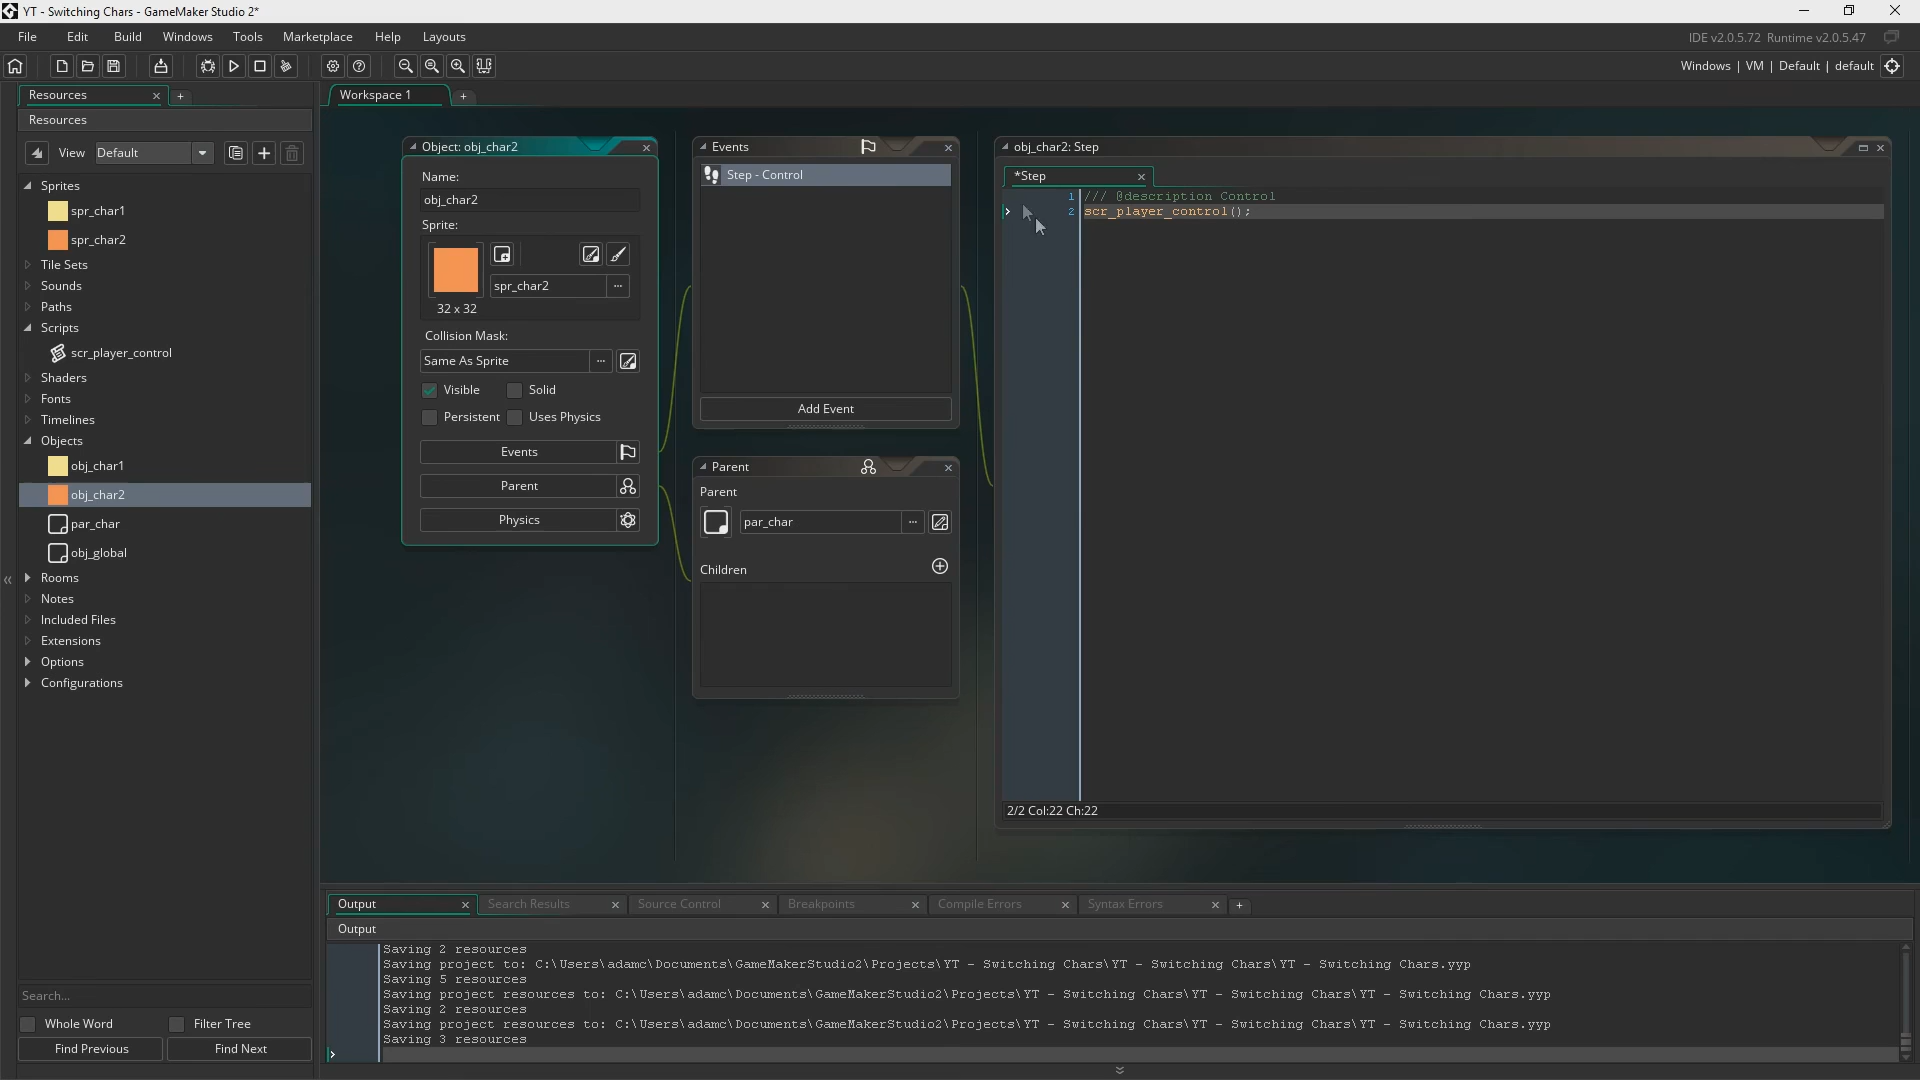 YT - Switching Chars - GameMaker Studio 2*
File Edit Build Windows Tools Marketplace Help Layouts
IDE v2.0.5.72 Runtime v2.0.5.47
Windows | VM | Default | default
Resources
Resources
View Default
Sprites
spr_char1
spr_char2
Tile Sets
Sounds
Paths
Scripts
scr_player_control
Shaders
Fonts
Timelines
Objects
obj_char1
obj_char2
par_char
obj_global
Rooms
Notes
Included Files
Extensions
Options
Configurations
Search...
Whole Word
Filter Tree
Find Previous
Find Next
Workspace 1
Object: obj_char2
Name:
obj_char2
Sprite:
spr_char2
32 x 32
Collision Mask:
Same As Sprite
Visible
Solid
Persistent
Uses Physics
Events
Parent
Physics
Events
Step - Control
Add Event
Parent
Parent
par_char
Children
obj_char2: Step
*Step
1 /// @description Control
2 scr_player_control();
2/2 Col:22 Ch:22
Output
Search Results
Source Control
Breakpoints
Compile Errors
Syntax Errors
Output
Saving 2 resources
Saving project to: C:\Users\adamc\Documents\GameMakerStudio2\Projects\YT - Switching Chars\YT - Switching Chars\YT - Switching Chars.yyp
Saving 5 resources
Saving project resources to: C:\Users\adamc\Documents\GameMakerStudio2\Projects\YT - Switching Chars\YT - Switching Chars\YT - Switching Chars.yyp
Saving 2 resources
Saving project resources to: C:\Users\adamc\Documents\GameMakerStudio2\Projects\YT - Switching Chars\YT - Switching Chars\YT - Switching Chars.yyp
Saving 3 resources